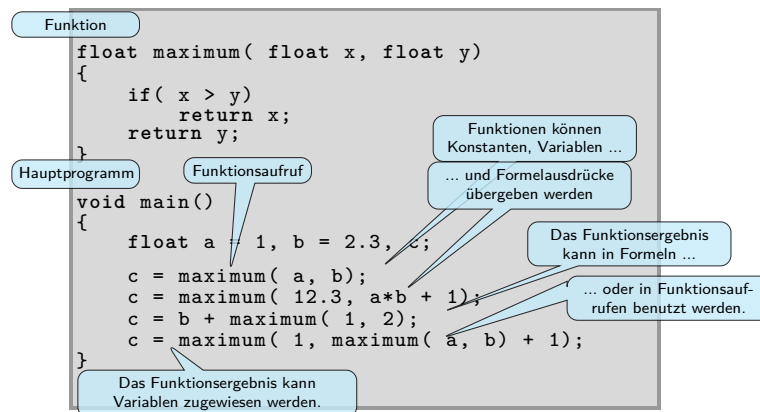 Funktion
float maximum( float x, float y)
{
if( x > y)
return x;
return y;
}
Funktionen können
Konstanten, Variablen ...
Hauptprogramm
Funktionsaufruf
... und Formelausdrücke
übergeben werden
void main()
{
float a = 1, b = 2.3, c;
Das Funktionsergebnis
kann in Formeln ...
c = maximum( a, b);
c = maximum( 12.3, a*b + 1);
... oder in Funktionsauf-
rufen benutzt werden.
c = b + maximum( 1, 2);
c = maximum( 1, maximum( a, b) + 1);
}
Das Funktionsergebnis kann
Variablen zugewiesen werden.